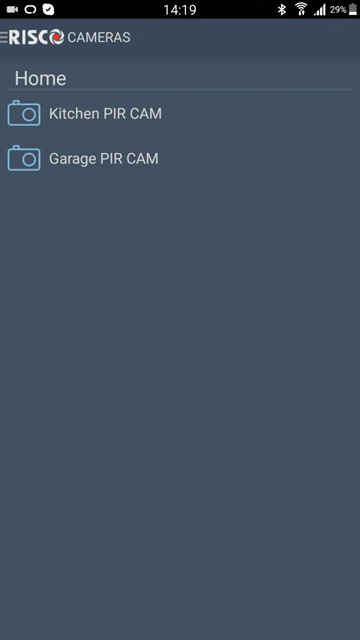 14:19
29%
RISCO CAMERAS
Home
Kitchen PIR CAM
Garage PIR CAM